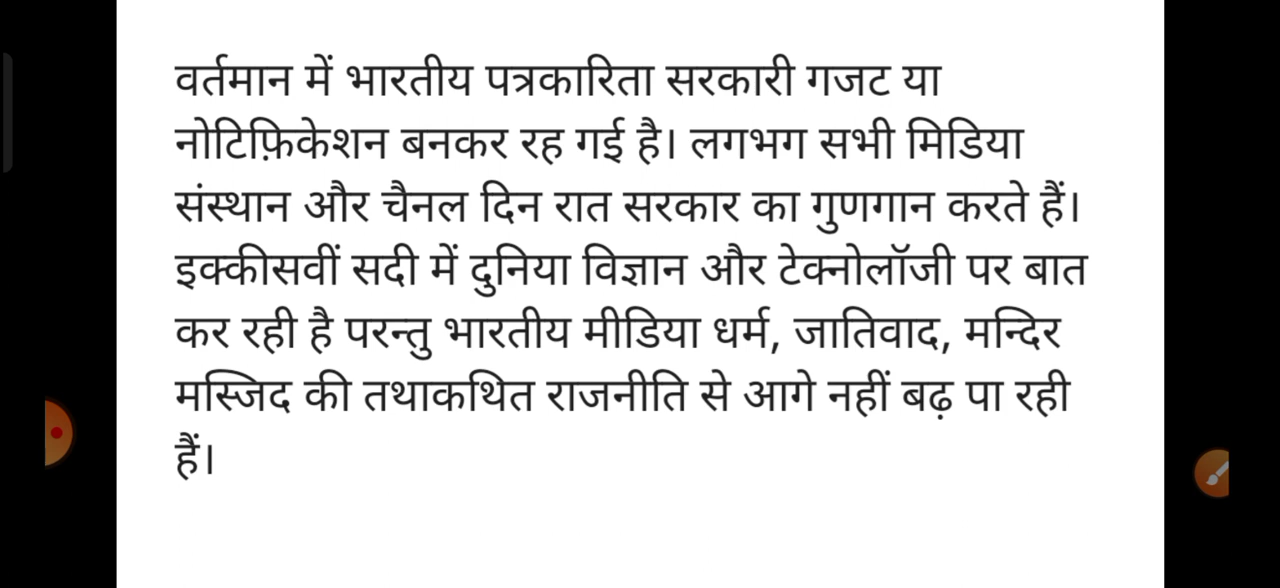 वर्तमान में भारतीय पत्रकारिता सरकारी गजट या
नोटिफ़िकेशन बनकर रह गई है। लगभग सभी मिडिया
संस्थान और चैनल दिन रात सरकार का गुणगान करते हैं।
इक्कीसवीं सदी में दुनिया विज्ञान और टेक्नोलॉजी पर बात
कर रही है परन्तु भारतीय मीडिया धर्म, जातिवाद, मन्दिर
मस्जिद की तथाकथित राजनीति से आगे नहीं बढ़ पा रही
हैं।